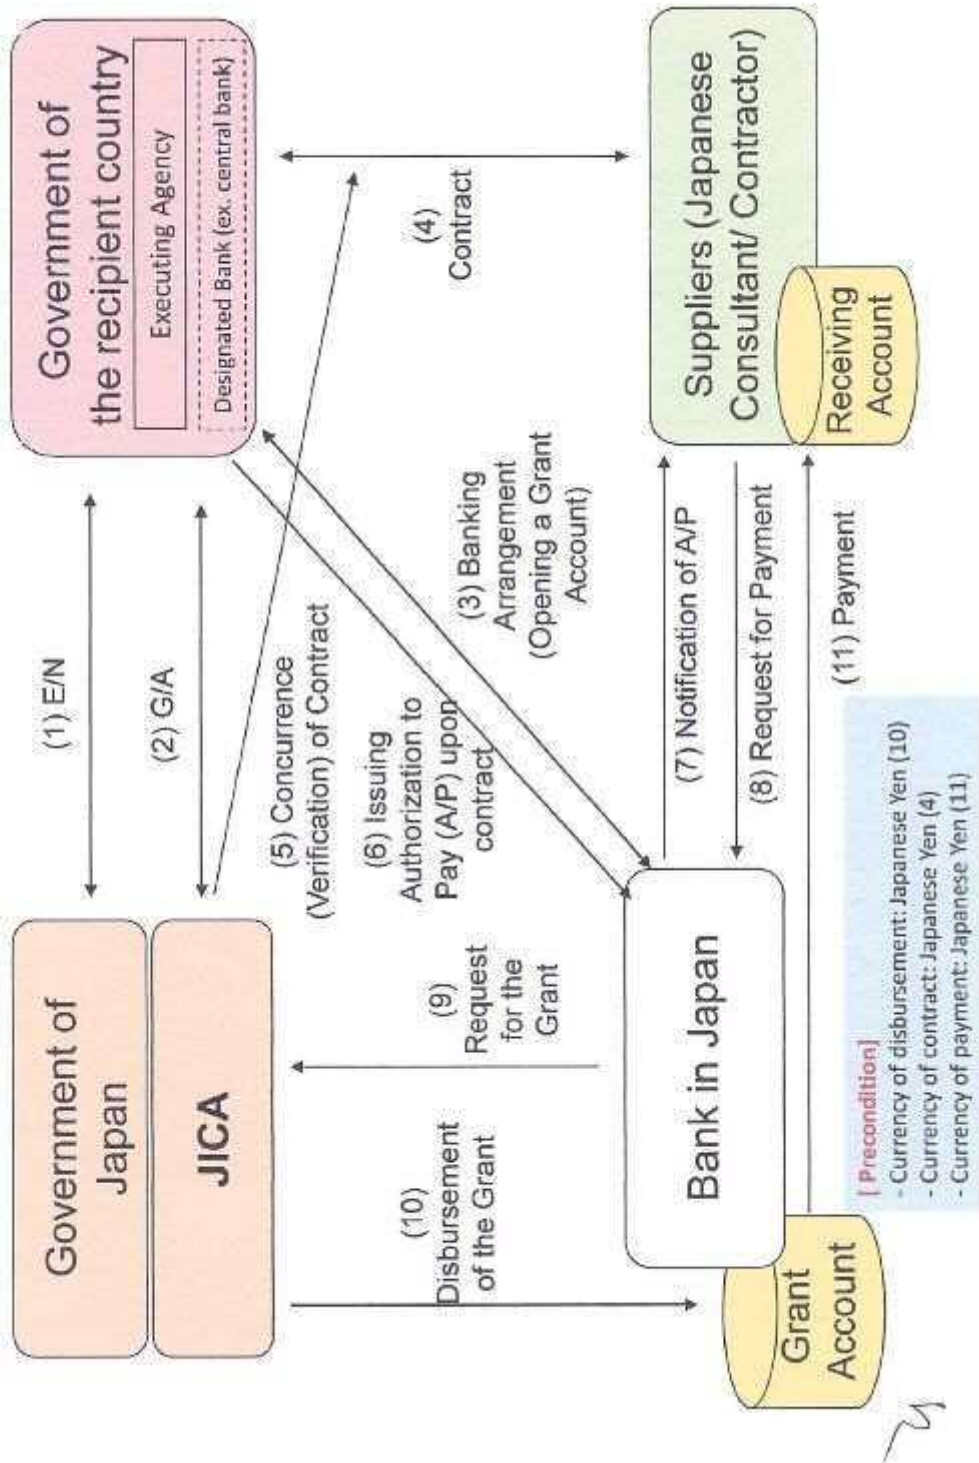 Government of
Japan
JICA
(1) E/N
(2) G/A
Government of
the recipient country
Executing Agency
Designated Bank (ex. central bank)
(5) Concurrence
(Verification) of Contract
(6) Issuing
Authorization to
Pay (A/P) upon
contract
(9)
Request
for the
Grant
(10)
Disbursement
of the Grant
(3) Banking
Arrangement
(Opening a Grant
Account)
(4)
Contract
Bank in Japan
Grant
Account
(7) Notification of A/P
(8) Request for Payment
(11) Payment
Suppliers (Japanese
Consultant/ Contractor)
Receiving
Account
[ Precondition]
- Currency of disbursement: Japanese Yen (10)
- Currency of contract: Japanese Yen (4)
- Currency of payment: Japanese Yen (11)